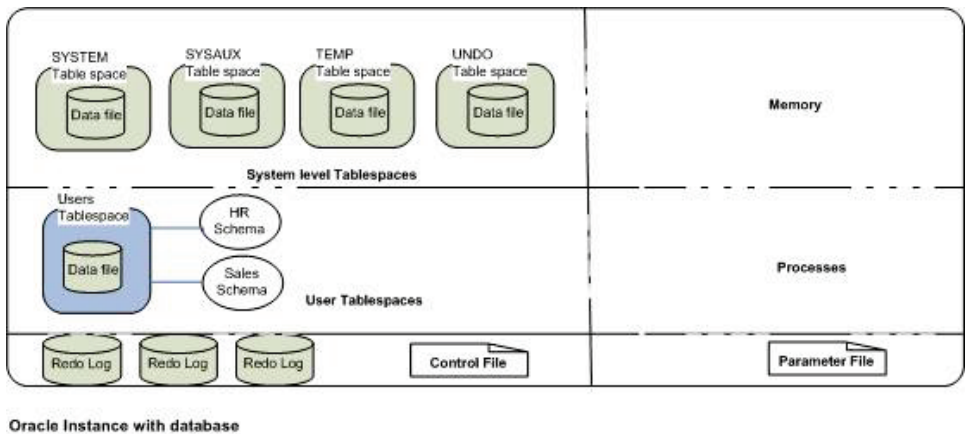 SYSTEM
Table space
Data file
SYSAUX
Table space
Data file
TEMP
Table space
Data file
UNDO
Table space
Data file
System level Tablespaces
Memory
Users
Tablespace
Data file
HR
Schema
Sales
Schema
User Tablespaces
Processes
Redo Log
Redo Log
Redo Log
Control File
Parameter File
Oracle Instance with database